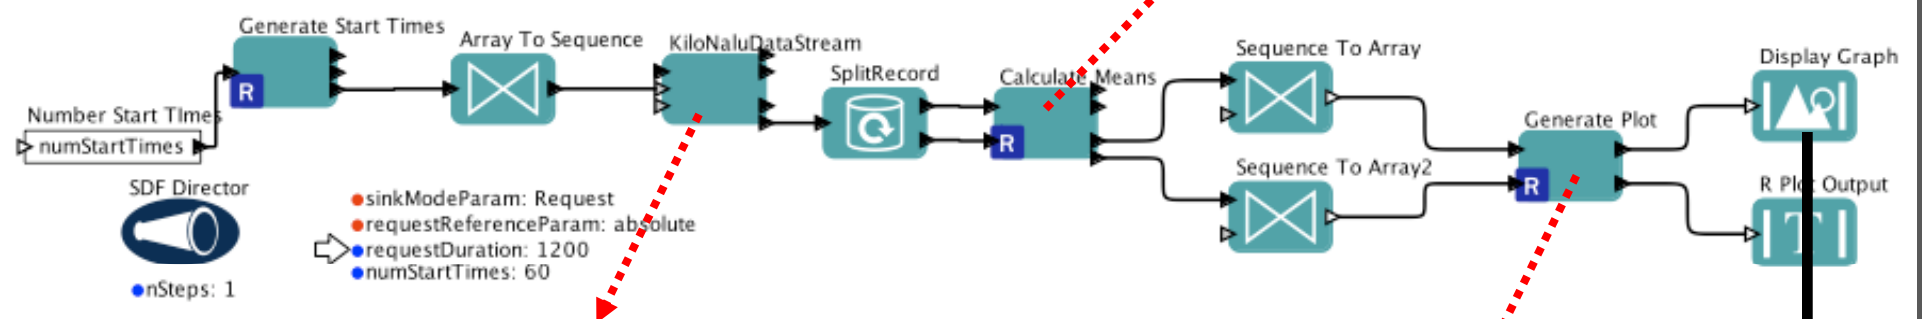 Generate Start Times
Array To Sequence
KiloNaluDataStream
SplitRecord
Calculate Means
Sequence To Array
Display Graph
R
Number Start TImes
numStartTimes
R
Generate Plot
SDF Director
sinkModeParam: Request
requestReferenceParam: absolute
requestDuration: 1200
numStartTimes: 60
nSteps: 1
Sequence To Array2
R
R Plot Output
T